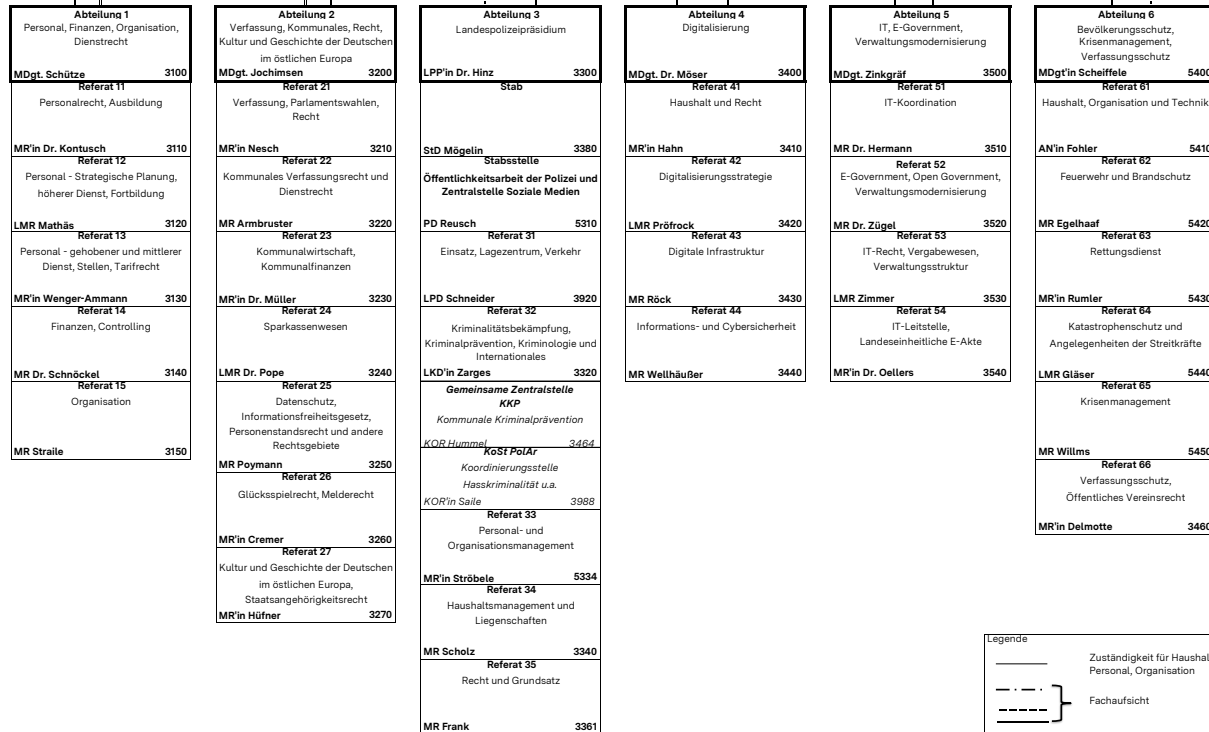 Abteilung 1
Personal, Finanzen, Organisation,
Dienstrecht
MDgt. Schütze 3100
Referat 11
Personalrecht, Ausbildung
MR'in Dr. Kontusch 3110
Referat 12
Personal - Strategische Planung,
höherer Dienst, Fortbildung
LMR Mathäs 3120
Referat 13
Personal - gehobener und mittlerer
Dienst, Stellen, Tarifrecht
MR'in Wenger-Ammann 3130
Referat 14
Finanzen, Controlling
MR Dr. Schnöckel 3140
Referat 15
Organisation
MR Straile 3150
Abteilung 2
Verfassung, Kommunales, Recht,
Kultur und Geschichte der Deutschen
im östlichen Europa
MDgt. Jochimsen 3200
Referat 21
Verfassung, Parlamentswahlen,
Recht
MR'in Nesch 3210
Referat 22
Kommunales Verfassungsrecht und
Dienstrecht
MR Armbruster 3220
Referat 23
Kommunalwirtschaft,
Kommunalfinanzen
MR'in Dr. Müller 3230
Referat 24
Sparkassenwesen
LMR Dr. Pope 3240
Referat 25
Datenschutz,
Informationsfreiheitsgesetz,
Personenstandsrecht und andere
Rechtsgebiete
MR Poymann 3250
Referat 26
Glücksspielrecht, Melderecht
MR'in Cremer 3260
Referat 27
Kultur und Geschichte der Deutschen
im östlichen Europa,
Staatsangehörigkeitsrecht
MR'in Hüfner 3270
Abteilung 3
Landespolizeipräsidium
LPP'in Dr. Hinz 3300
Stab
StD Mögelin 3380
Stabsstelle
Öffentlichkeitsarbeit der Polizei und
Zentralstelle Soziale Medien
PD Reusch 5310
Referat 31
Einsatz, Lagezentrum, Verkehr
LPD Schneider 3920
Referat 32
Kriminalitätsbekämpfung,
Kriminalprävention, Kriminologie und
Internationales
LKD'in Zarges 3320
Gemeinsame Zentralstelle
KKP
Kommunale Kriminalprävention
KOR Hummel 3464
KoSt PolAr
Koordinierungsstelle
Hasskriminalität u.a.
KOR'in Saile 3988
Referat 33
Personal- und
Organisationsmanagement
MR'in Ströbele 5334
Referat 34
Haushaltsmanagement und
Liegenschaften
MR Scholz 3340
Referat 35
Recht und Grundsatz
MR Frank 3361
Abteilung 4
Digitalisierung
MDgt. Dr. Möser 3400
Referat 41
Haushalt und Recht
MR'in Hahn 3410
Referat 42
Digitalisierungsstrategie
LMR Pröfrock 3420
Referat 43
Digitale Infrastruktur
MR Röck 3430
Referat 44
Informations- und Cybersicherheit
MR Wellhäußer 3440
Abteilung 5
IT, E-Government,
Verwaltungsmodernisierung
MDgt. Zinkgräf 3500
Referat 51
IT-Koordination
MR Dr. Hermann 3510
Referat 52
E-Government, Open Government,
Verwaltungsmodernisierung
MR Dr. Zügel 3520
Referat 53
IT-Recht, Vergabewesen,
Verwaltungsstruktur
LMR Zimmer 3530
Referat 54
IT-Leitstelle,
Landeseinheitliche E-Akte
MR'in Dr. Oellers 3540
Abteilung 6
Bevölkerungsschutz,
Krisenmanagement,
Verfassungsschutz
MDgt'in Scheiffele 5400
Referat 61
Haushalt, Organisation und Technik
AN'in Fohler 5410
Referat 62
Feuerwehr und Brandschutz
MR Egelhaaf 5420
Referat 63
Rettungsdienst
MR'in Rumler 5430
Referat 64
Katastrophenschutz und
Angelegenheiten der Streitkräfte
LMR Gläser 5440
Referat 65
Krisenmanagement
MR Willms 5450
Referat 66
Verfassungsschutz,
Öffentliches Vereinsrecht
MR'in Delmotte 3460
Legende
Zuständigkeit für Haushal
Personal, Organisation
Fachaufsicht